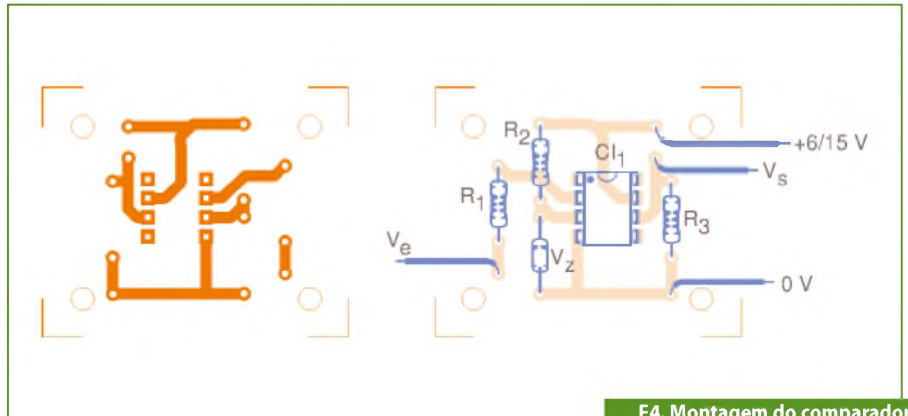 R2
CI1
+6/15 V
Vs
R1
R3
Ve
Vz
0 V
F4. Montagem do comparador